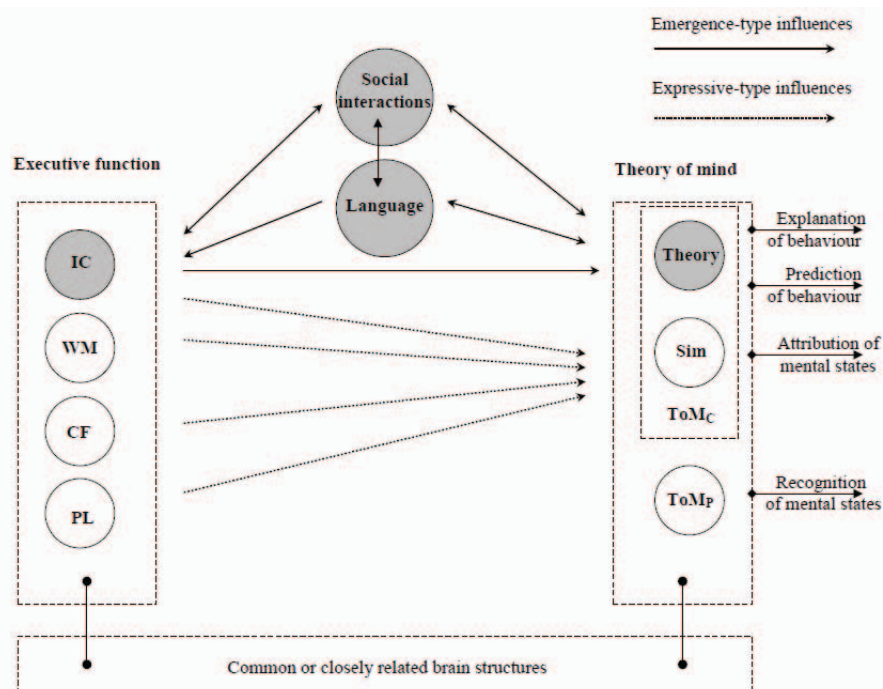 Emergence-type influences
Expressive-type influences
Social
interactions
Language
Executive function
IC
WM
CF
PL
Theory of mind
Theory
Sim
ToMC
ToMP
Explanation
of behaviour
Prediction
of behaviour
Attribution of
mental states
Recognition
of mental states
Common or closely related brain structures